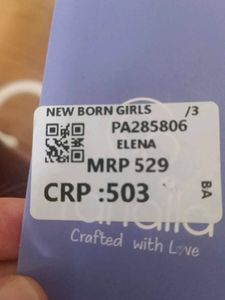 NEW BORN GIRLS /3
PA285806
ELENA
MRP 529
CRP :503
BA
Crafted with Love